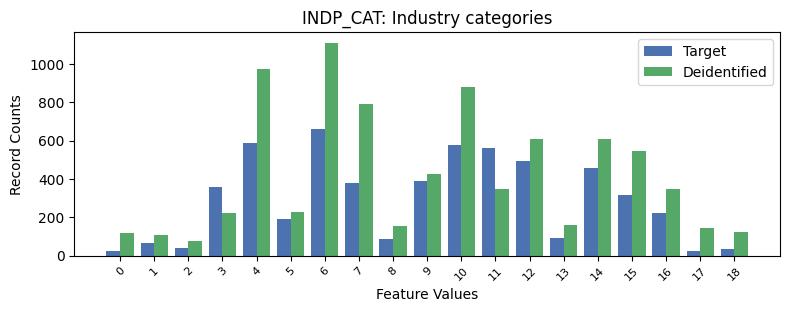 INDP_CAT: Industry categories
Target
Deidentified
Record Counts
1000
800
600
400
200
0
0 1 2 3 4 5 6 7 8 9 10 11 12 13 14 15 16 17 18
Feature Values